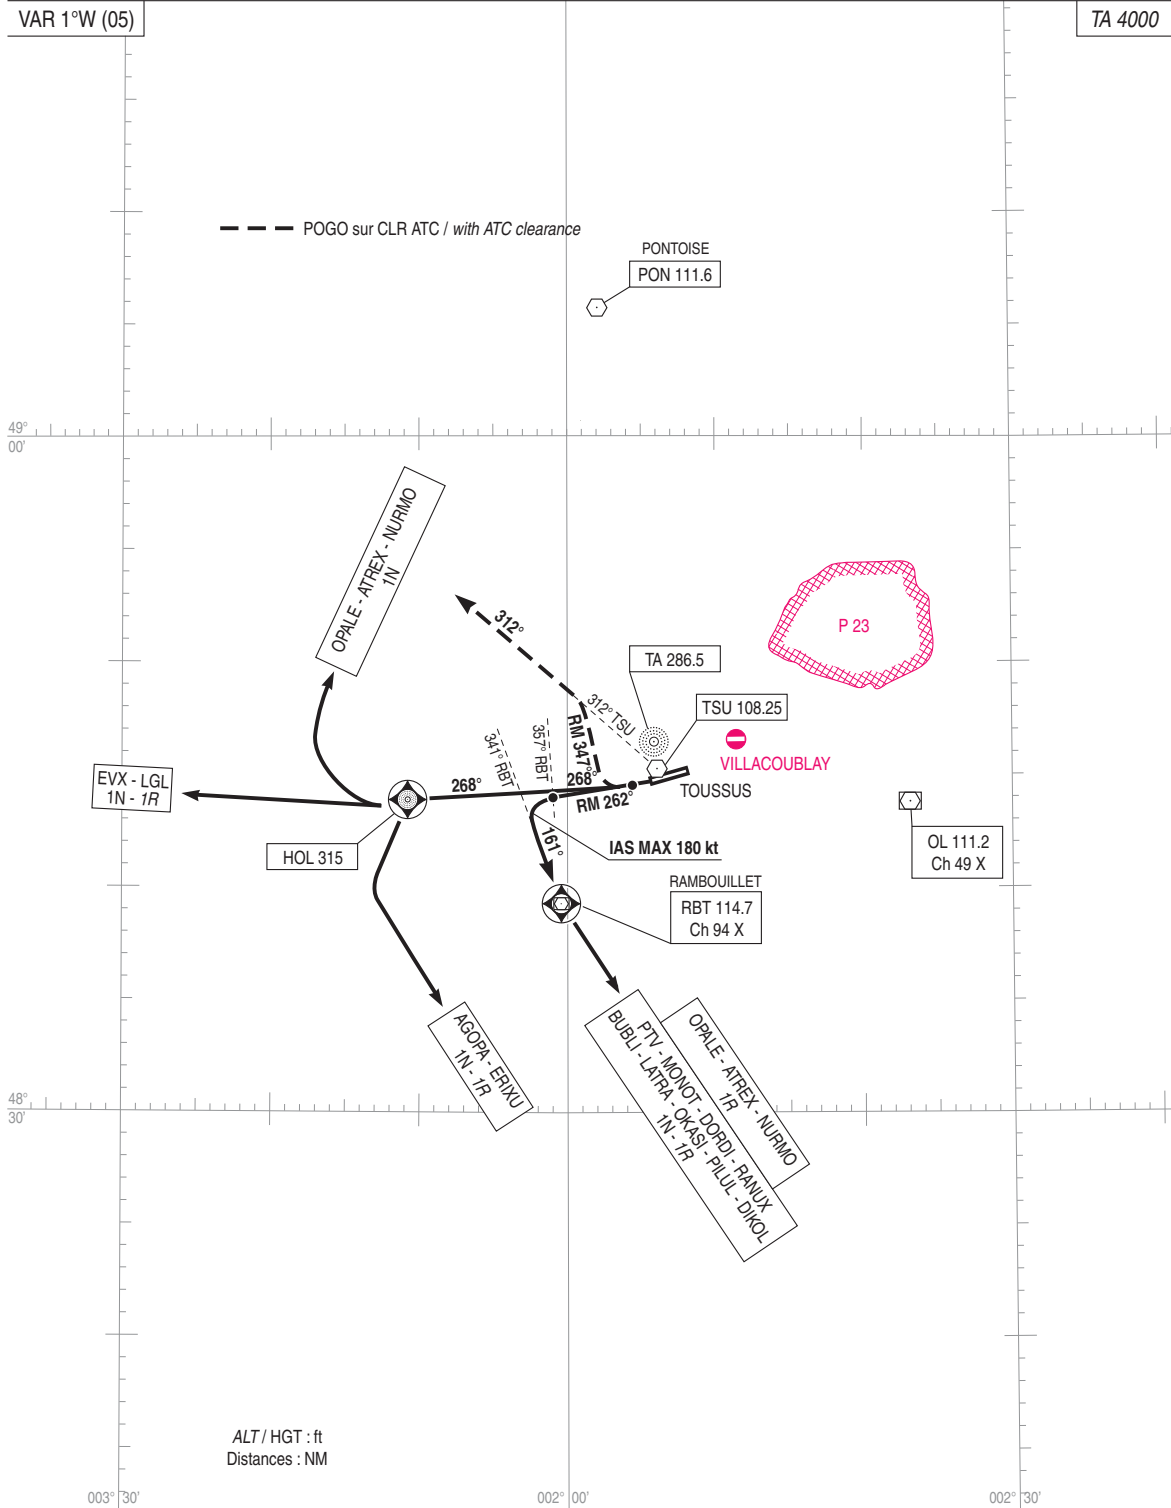 VAR 1°W (05)
TA 4000
POGO sur CLR ATC / with ATC clearance
PONTOISE
PON 111.6
49°
00'
OPALE - ATREX - NURMO
1N
312°
P 23
TA 286.5
312° TSU
TSU 108.25
RM 347°
357° RBT
341° RBT
VILLACOUBLAY
EVX - LGL
1N - 1R
268°
268°
TOUSSUS
RM 262°
161°
IAS MAX 180 kt
HOL 315
OL 111.2
Ch 49 X
RAMBOUILLET
RBT 114.7
Ch 94 X
AGOPA - ERIXU
1N - 1R
OPALE - ATREX - NURMO
1R
PTV - MONOT - DORDI - RANUX
BUBLI - LATRA - OKASI - PILUL - DIKOL
1N - 1R
48°
30'
ALT / HGT : ft
Distances : NM
003° 30'
002° 00'
002° 30'